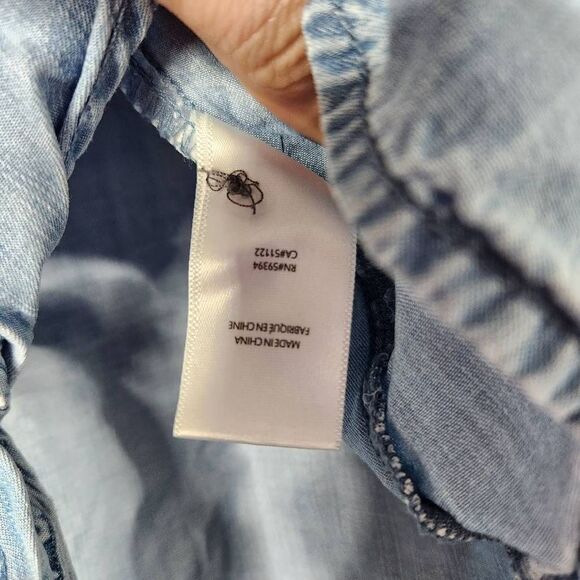 MADE IN CHINA
FABRIQUÉ EN CHINE
RN#59394
CA#51122